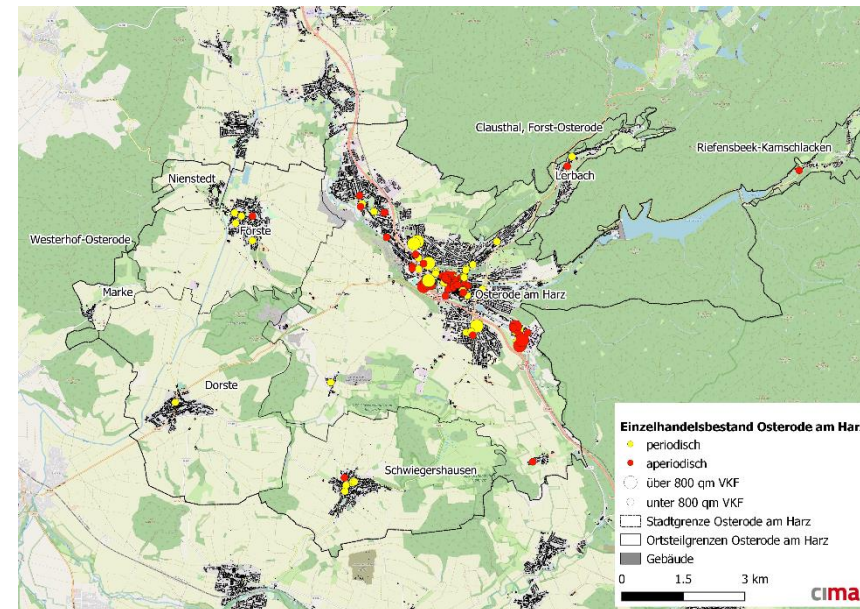 Clausthal, Forst-Osterode
Riefensbeek-Kamschlacken
Lerbach
Nienstedt
Förste
Westerhof-Osterode
Marke
Osterode am Harz
Dorste
Schwiegershausen
Einzelhandelsbestand Osterode am Har
periodisch
aperiodisch
über 800 qm VKF
unter 800 qm VKF
Stadtgrenze Osterode am Harz
Ortsteilgrenzen Osterode am Harz
Gebäude
0 1.5 3 km
cima